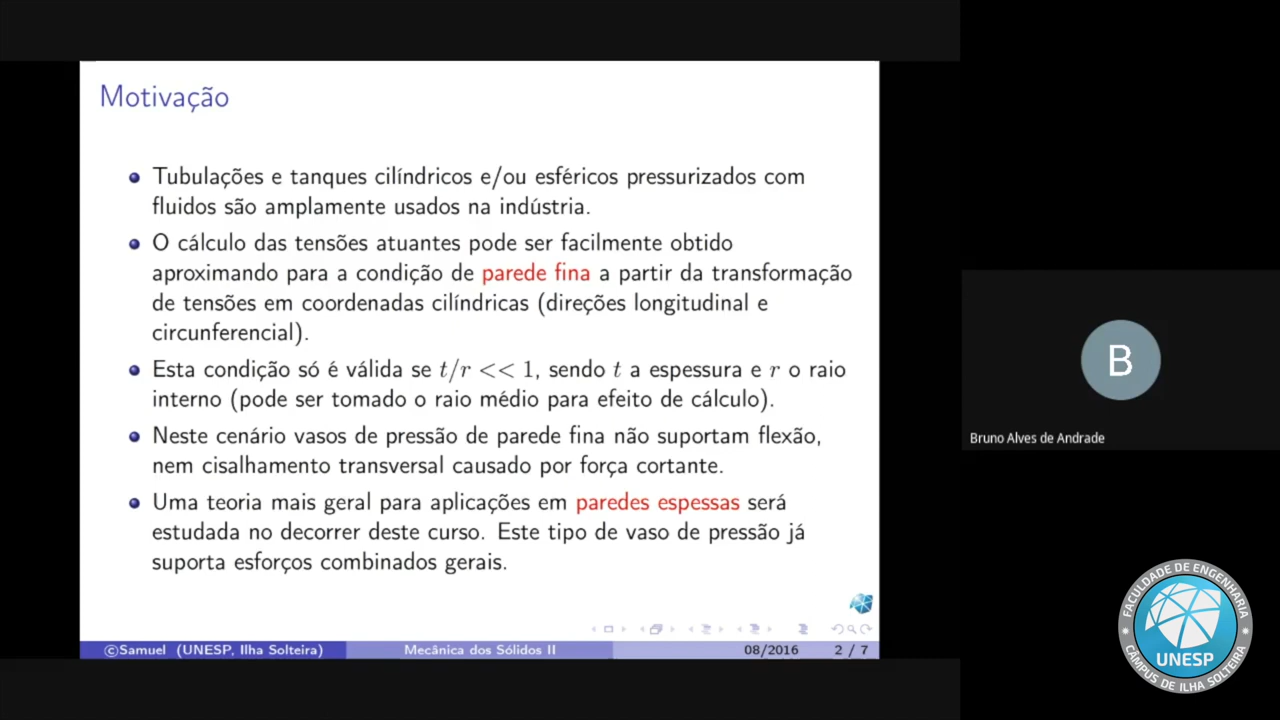 Motivação
Tubulações e tanques cilíndricos e/ou esféricos pressurizados com
fluidos são amplamente usados na indústria.
O cálculo das tensões atuantes pode ser facilmente obtido
aproximando para a condição de parede fina a partir da transformação
de tensões em coordenadas cilíndricas (direções longitudinal e
circunferencial).
Esta condição só é válida se t/r << 1, sendo t a espessura e r o raio
interno (pode ser tomado o raio médio para efeito de cálculo).
Neste cenário vasos de pressão de parede fina não suportam flexão,
nem cisalhamento transversal causado por força cortante.
Uma teoria mais geral para aplicações em paredes espessas será
estudada no decorrer deste curso. Este tipo de vaso de pressão já
suporta esforços combinados gerais.
©Samuel (UNESP, Ilha Solteira)
Mecânica dos Sólidos II
08/2016
2 / 7
B
Bruno Alves de Andrade
FACULDADE DE ENGENHARIA
UNESP
CÂMPUS DE ILHA SOLTEIRA